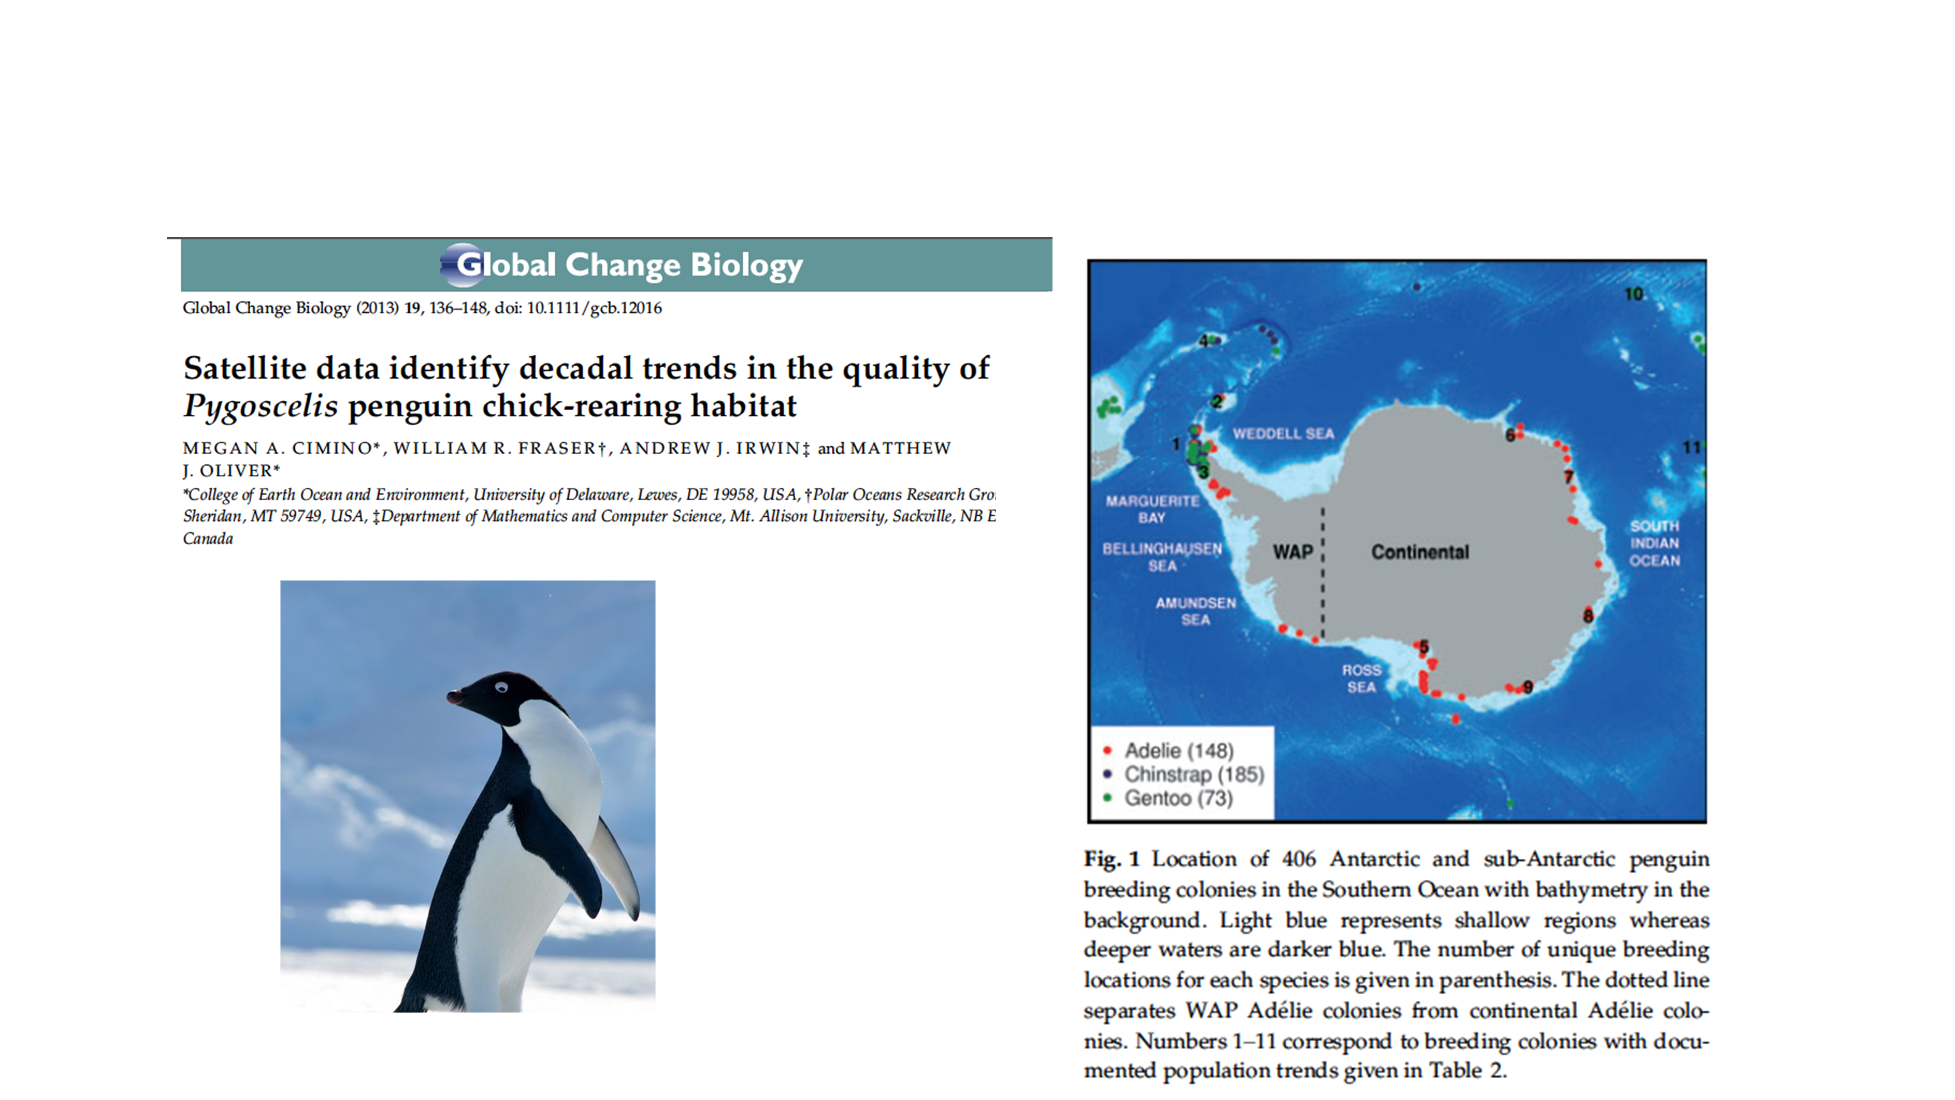 Global Change Biology
Global Change Biology (2013) 19, 136–148, doi: 10.1111/gcb.12016
Satellite data identify decadal trends in the quality of
Pygoscelis penguin chick-rearing habitat
MEGAN A. CIMINO*, WILLIAM R. FRASER†, ANDREW J. IRWIN‡ and MATTHEW
J. OLIVER*
*College of Earth Ocean and Environment, University of Delaware, Lewes, DE 19958, USA, †Polar Oceans Research Gro
Sheridan, MT 59749, USA, ‡Department of Mathematics and Computer Science, Mt. Allison University, Sackville, NB E
Canada
10
4
2
1
WEDDELL SEA
6
11
3
7
MARGUERITE
BAY
SOUTH
INDIAN
OCEAN
BELLINGHAUSEN
SEA
WAP
Continental
AMUNDSEN
SEA
8
5
ROSS
SEA
9
Adelie (148)
Chinstrap (185)
Gentoo (73)
Fig. 1 Location of 406 Antarctic and sub-Antarctic penguin
breeding colonies in the Southern Ocean with bathymetry in the
background. Light blue represents shallow regions whereas
deeper waters are darker blue. The number of unique breeding
locations for each species is given in parenthesis. The dotted line
separates WAP Adélie colonies from continental Adélie colo-
nies. Numbers 1–11 correspond to breeding colonies with docu-
mented population trends given in Table 2.